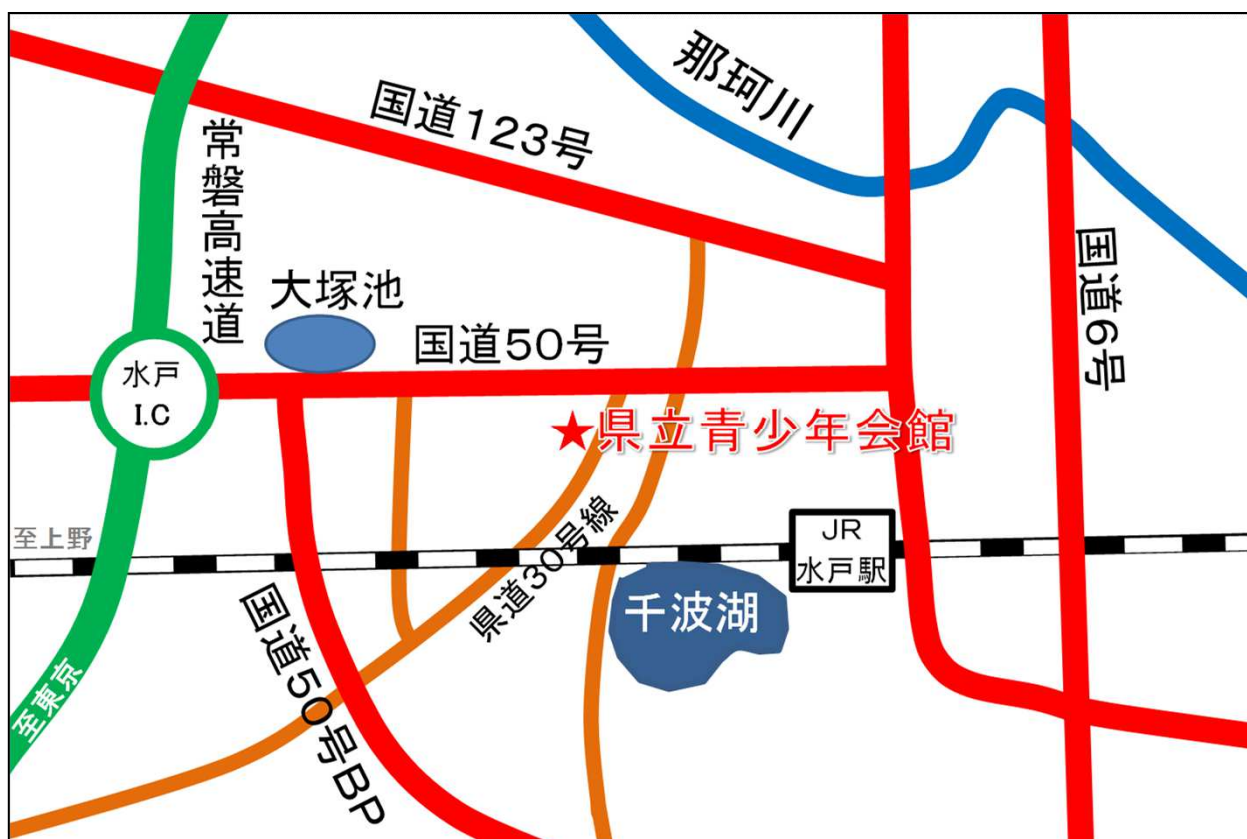 那珂川
国道123号
常磐高速道
大塚池
国道50号
国道6号
水戸
I.C
★県立青少年会館
至上野
県道30号線
JR
水戸駅
千波湖
国道50号BP
至東京